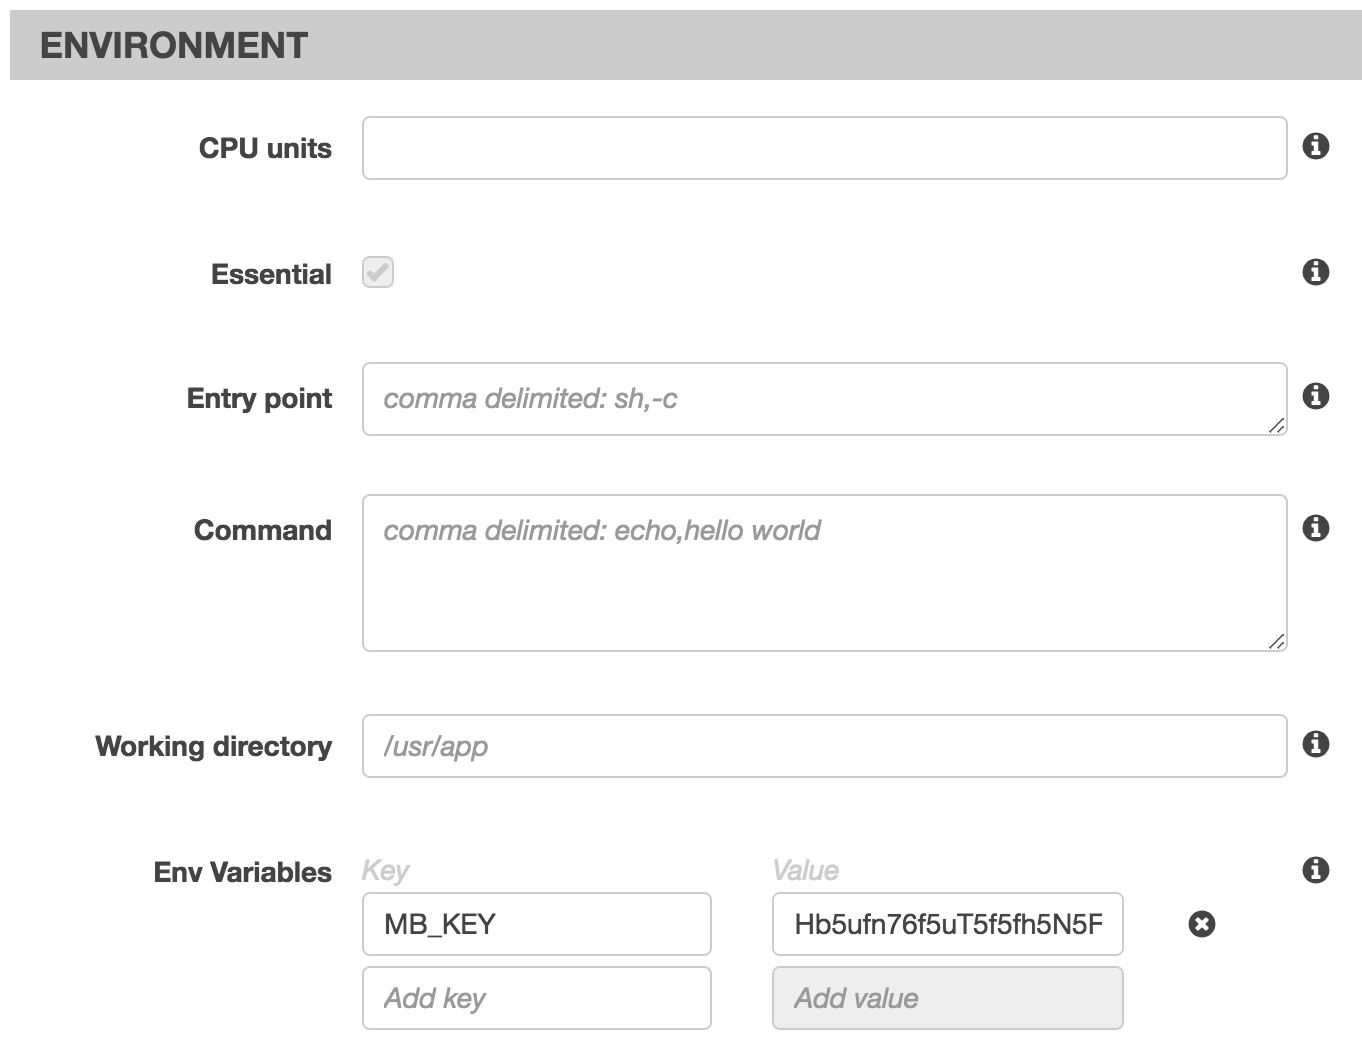 ENVIRONMENT
CPU units
Essential
Entry point
comma delimited: sh,-c
Command
comma delimited: echo,hello world
Working directory
/usr/app
Env Variables
Key Value
MB_KEY Hb5ufn76f5uT5f5fh5N5F
Add key Add value